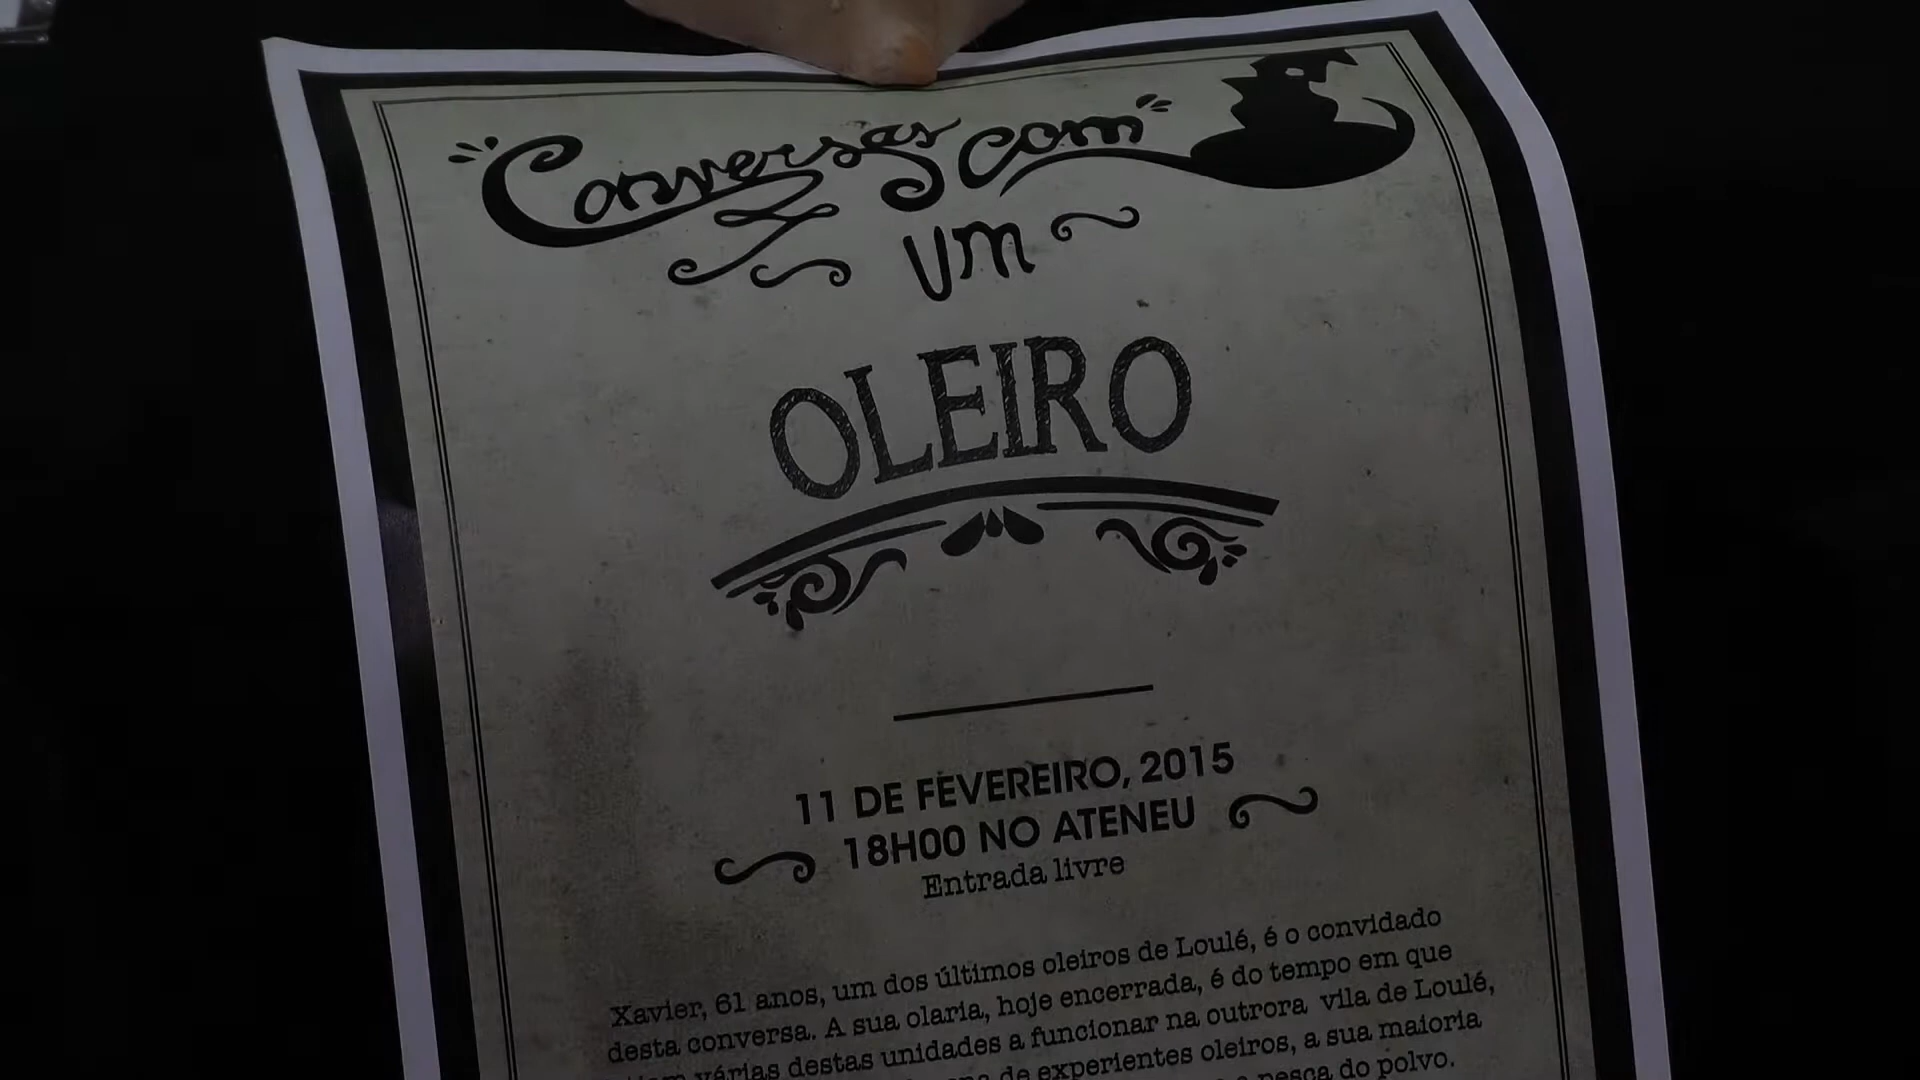 Conversas com
um
OLEIRO
11 DE FEVEREIRO, 2015
18H00 NO ATENEU
Entrada livre
Xavier, 61 anos, um dos últimos oleiros de Loulé, é o convidado
desta conversa. A sua olaria, hoje encerrada, é do tempo em que
várias destas unidades a funcionar na outrora vila de Loulé,
de experientes oleiros, a sua maioria
pesca do polvo.